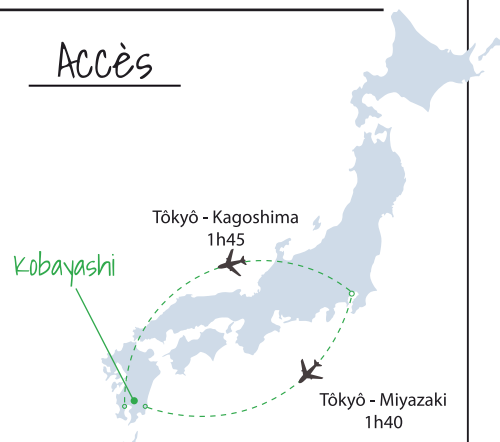 Accès
Tôkyô - Kagoshima
1h45
Kobayashi
Tôkyô - Miyazaki
1h40